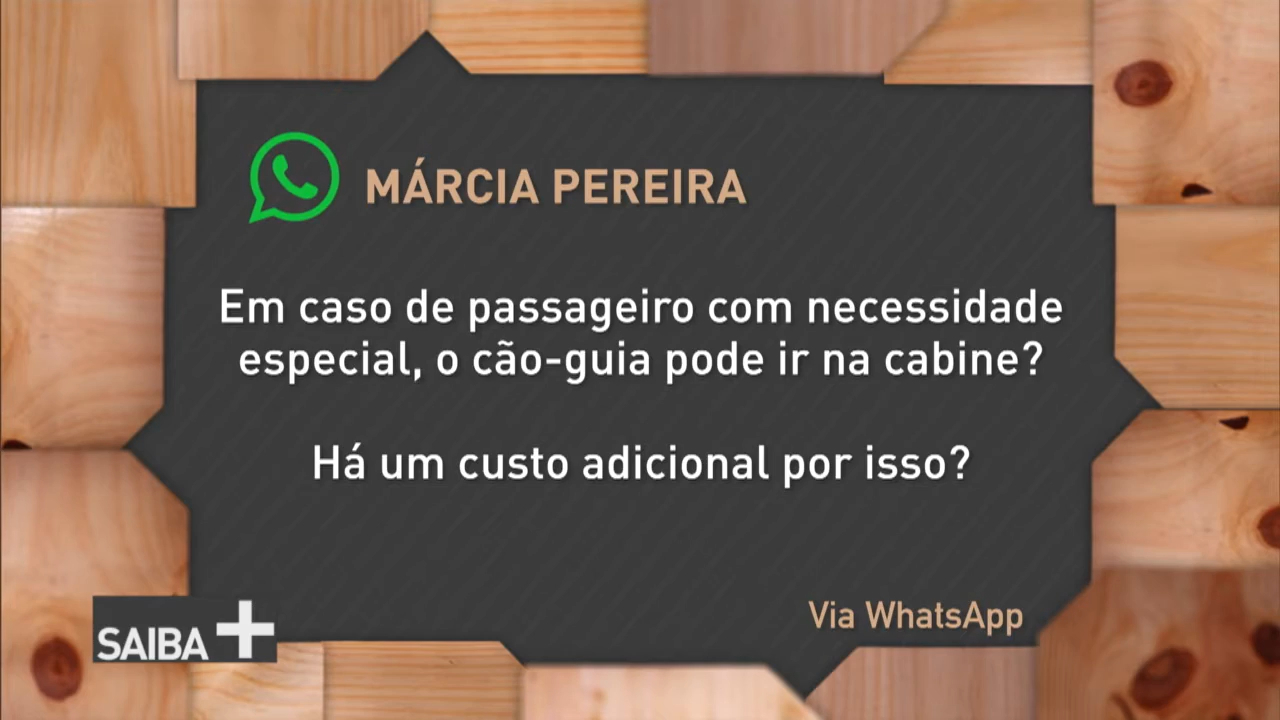 MÁRCIA PEREIRA
Em caso de passageiro com necessidade
especial, o cão-guia pode ir na cabine?
Há um custo adicional por isso?
Via WhatsApp
SAIBA+